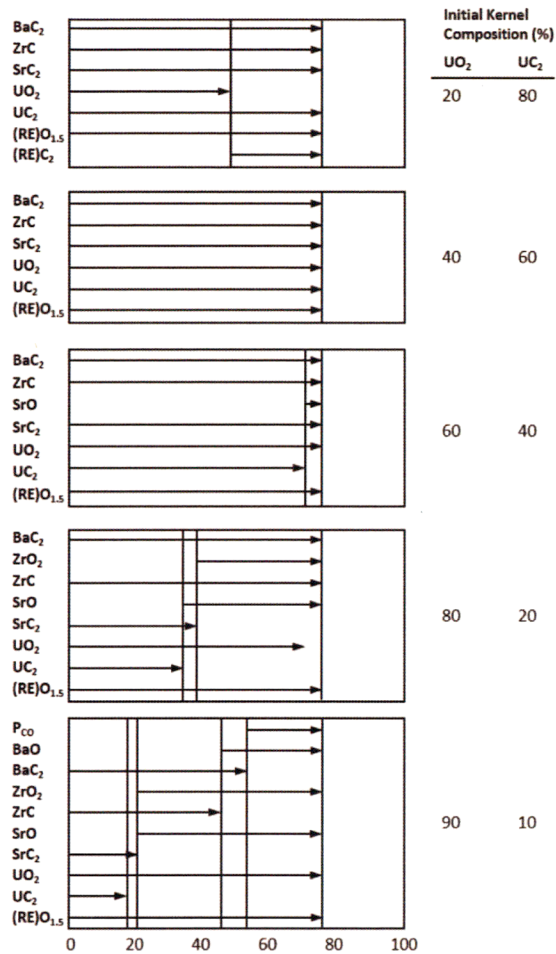 Initial Kernel
Composition (%)
UO₂ UC₂
BaC₂
ZrC
SrC₂
UO₂
UC₂
(RE)O₁.₅
(RE)C₂
20 80
BaC₂
ZrC
SrC₂
UO₂
UC₂
(RE)O₁.₅
40 60
BaC₂
ZrC
SrO
SrC₂
UO₂
UC₂
(RE)O₁.₅
60 40
BaC₂
ZrO₂
ZrC
SrO
SrC₂
UO₂
UC₂
(RE)O₁.₅
80 20
P_CO
BaO
BaC₂
ZrO₂
ZrC
SrO
SrC₂
UO₂
UC₂
(RE)O₁.₅
90 10
0 20 40 60 80 100